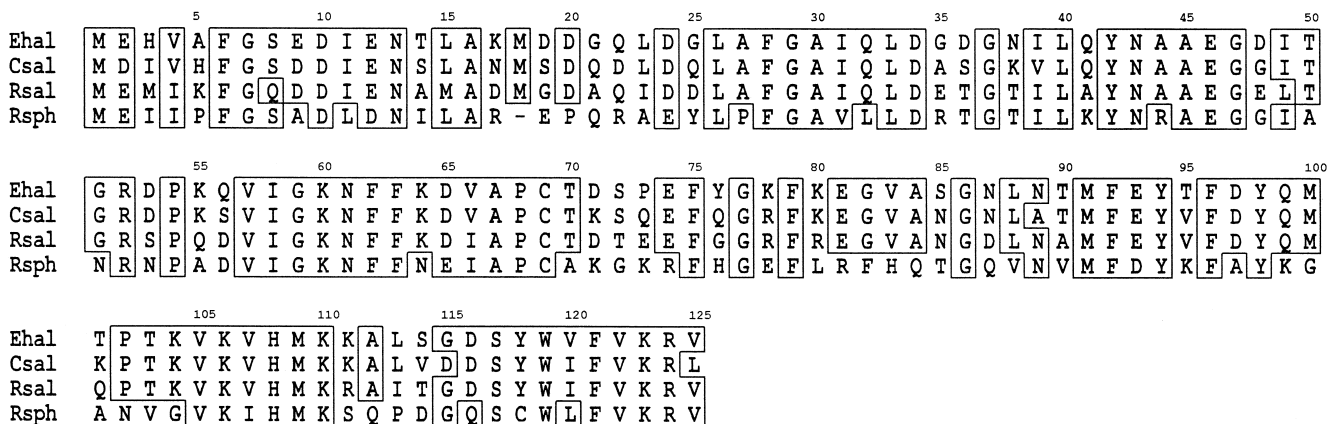 5 10 15 20 25 30 35 40 45 50
Ehal M E H V A F G S E D I E N T L A K M D D G Q L D G L A F G A I Q L D G D G N I L Q Y N A A E G D I T
Csal M D I V H F G S D D I E N S L A N M S D Q D L D Q L A F G A I Q L D A S G K V L Q Y N A A E G G I T
Rsal M E M I K F G Q D D I E N A M A D M G D A Q I D D L A F G A I Q L D E T G T I L A Y N A A E G E L T
Rsph M E I I P F G S A D L D N I L A R - E P Q R A E Y L P F G A V L L D R T G T I L K Y N R A E G G I A
55 60 65 70 75 80 85 90 95 100
Ehal G R D P K Q V I G K N F F K D V A P C T D S P E F Y G K F K E G V A S G N L N T M F E Y T F D Y Q M
Csal G R D P K S V I G K N F F K D V A P C T K S Q E F Q G R F K E G V A N G N L A T M F E Y V F D Y Q M
Rsal G R S P Q D V I G K N F F K D I A P C T D T E E F G G R F R E G V A N G D L N A M F E Y V F D Y Q M
Rsph N R N P A D V I G K N F F N E I A P C A K G K R F H G E F L R F H Q T G Q V N V M F D Y K F A Y K G
105 110 115 120 125
Ehal T P T K V K V H M K K A L S G D S Y W V F V K R V
Csal K P T K V K V H M K K A L V D D S Y W I F V K R L
Rsal Q P T K V K V H M K R A I T G D S Y W I F V K R V
Rsph A N V G V K I H M K S Q P D G Q S C W L F V K R V